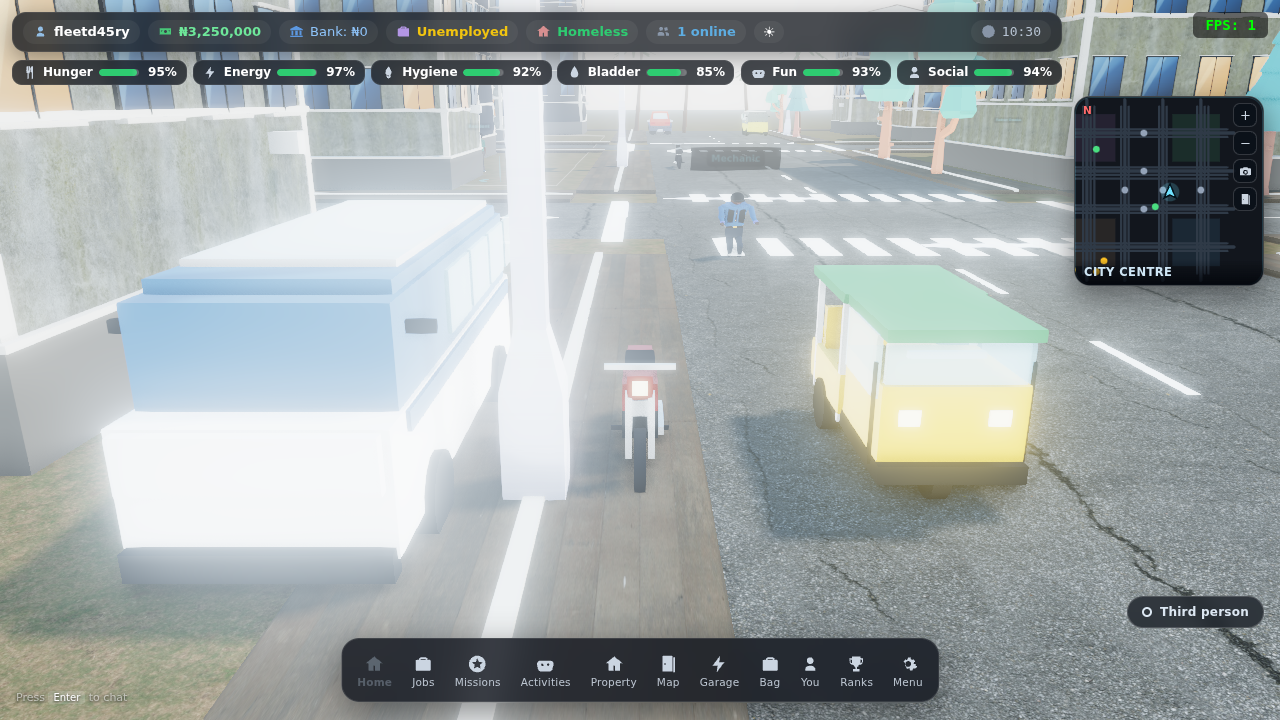 fleetd45ry
₦3,250,000
Bank: ₦0
Unemployed
Homeless
1 online
10:30
FPS: 1
Hunger 95%
Energy 97%
Hygiene 92%
Bladder 85%
Fun 93%
Social 94%
N
+
−
CITY CENTRE
Mechanic
Third person
Home
Jobs
Missions
Activities
Property
Map
Garage
Bag
You
Ranks
Menu
Press Enter to chat